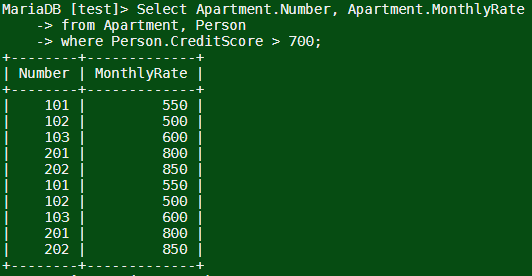 MariaDB [test]> Select Apartment.Number, Apartment.MonthlyRate
    -> from Apartment, Person
    -> where Person.CreditScore > 700;
+--------+-------------+
| Number | MonthlyRate |
+--------+-------------+
|    101 |         550 |
|    102 |         500 |
|    103 |         600 |
|    201 |         800 |
|    202 |         850 |
|    101 |         550 |
|    102 |         500 |
|    103 |         600 |
|    201 |         800 |
|    202 |         850 |
+--------+-------------+